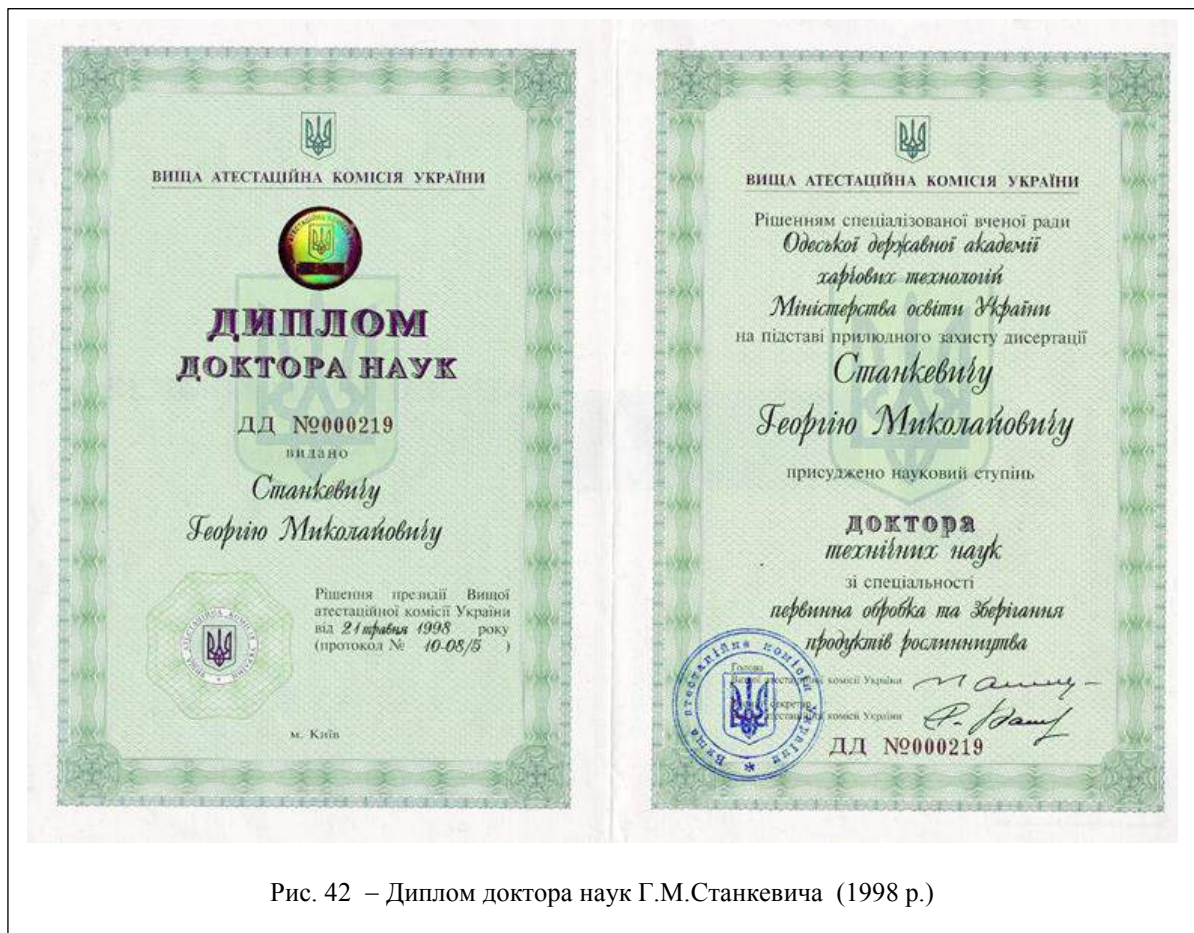 ВИЩА АТЕСТАЦІЙНА КОМІСІЯ УКРАЇНИ
ДИПЛОМ
ДОКТОРА НАУК
ДД №000219
видано
Станкевичу
Георгію Миколайовичу
Рішення президії Вищої
атестаційної комісії України
від 21 травня 1998 року
(протокол № 10-08/5 )
м. Київ
ВИЩА АТЕСТАЦІЙНА КОМІСІЯ УКРАЇНИ
Рішенням спеціалізованої вченої ради
Одеської державної академії
харчових технологій
Міністерства освіти України
на підставі прилюдного захисту дисертації
Станкевичу
Георгію Миколайовичу
присуджено науковий ступінь
ДОКТОРА
технічних наук
зі спеціальності
первинна обробка та зберігання
продуктів рослинництва
Голова
Вищої атестаційної комісії України
секретар
атестаційної комісії України
Вища атестаційна комісія України
ДД №000219
Рис. 42 – Диплом доктора наук Г.М.Станкевича (1998 р.)